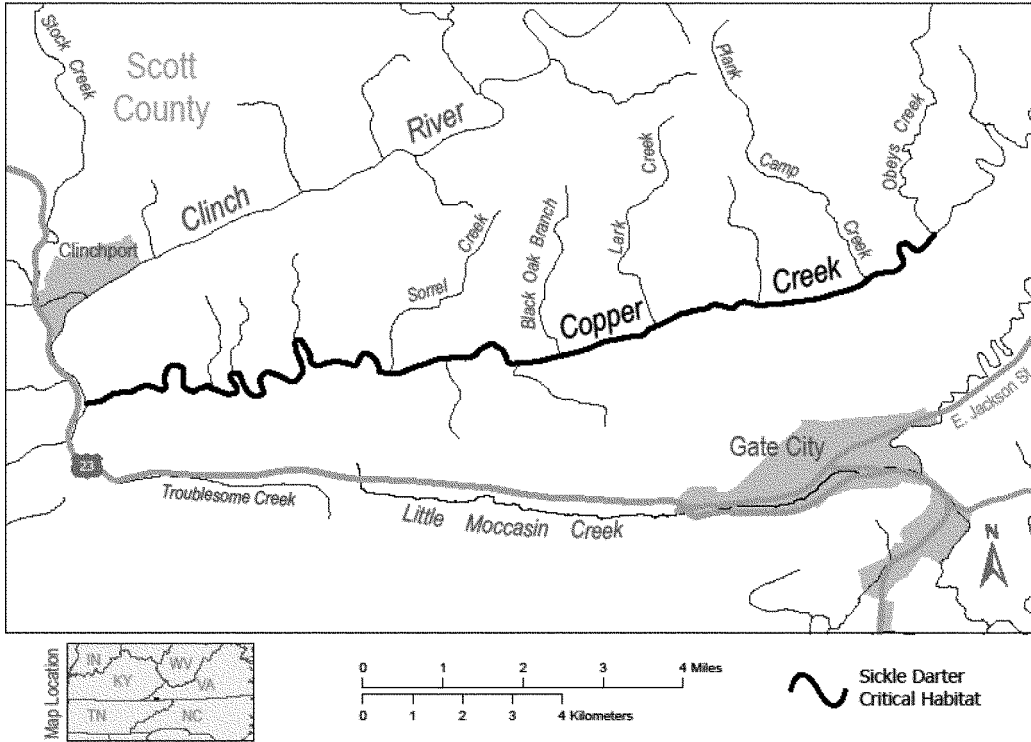 Stock Creek
Scott
County
Clinch River
Clinchport
Sorrel Creek
Black Oak Branch
Lark Creek
Plank
Camp
Creek
Obeys Creek
Copper Creek
23
Troublesome Creek
Little Moccasin Creek
Gate City
E. Jackson St.
N
Map Location
IN
WV
KY
VA
TN
NC
0 1 2 3 4 Miles
0 1 2 3 4 Kilometers
Sickle Darter
Critical Habitat